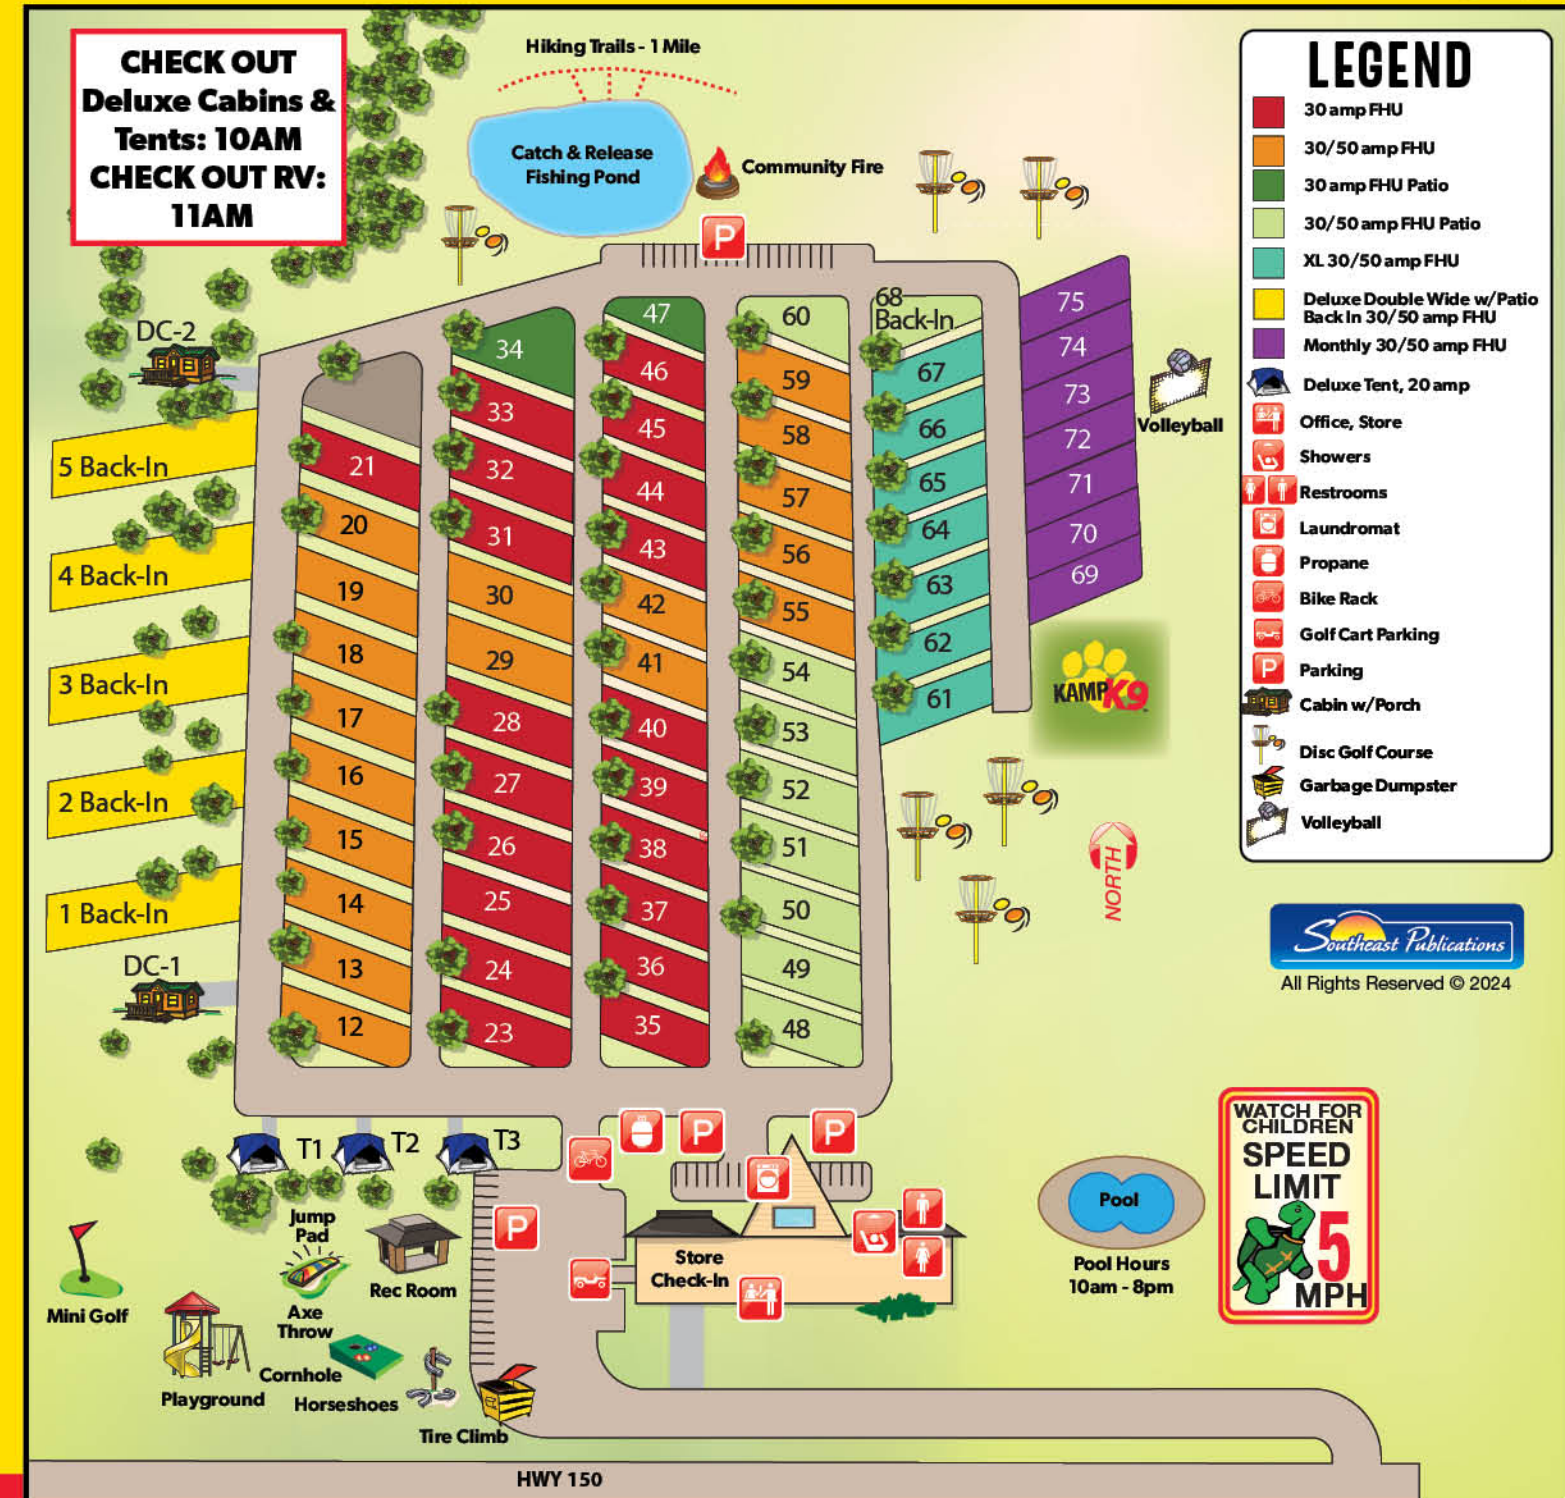 CHECK OUT
Deluxe Cabins &
Tents: 10AM
CHECK OUT RV:
11AM
Hiking Trails - 1 Mile
Catch & Release
Fishing Pond
Community Fire
P
LEGEND
30 amp FHU
30/50 amp FHU
30 amp FHU Patio
30/50 amp FHU Patio
XL 30/50 amp FHU
Deluxe Double Wide w/Patio
Back In 30/50 amp FHU
Monthly 30/50 amp FHU
Deluxe Tent, 20 amp
Office, Store
Showers
Restrooms
Laundromat
Propane
Bike Rack
Golf Cart Parking
P Parking
Cabin w/Porch
Disc Golf Course
Garbage Dumpster
Volleyball
DC-2
5 Back-In
4 Back-In
3 Back-In
2 Back-In
1 Back-In
DC-1
21
20
19
18
17
16
15
14
13
12
34
33
32
31
30
29
28
27
26
25
24
23
47
46
45
44
43
42
41
40
39
38
37
36
35
60
59
58
57
56
55
54
53
52
51
50
49
48
68
Back-In
67
66
65
64
63
62
61
75
74
73
72
71
70
69
Volleyball
KAMP K9
NORTH
Southeast Publications
All Rights Reserved © 2024
T1
T2
T3
P
P
P
Jump
Pad
Rec Room
Axe
Throw
Mini Golf
Playground
Cornhole
Horseshoes
Tire Climb
Store
Check-In
Pool
Pool Hours
10am - 8pm
WATCH FOR
CHILDREN
SPEED
LIMIT
5
MPH
HWY 150